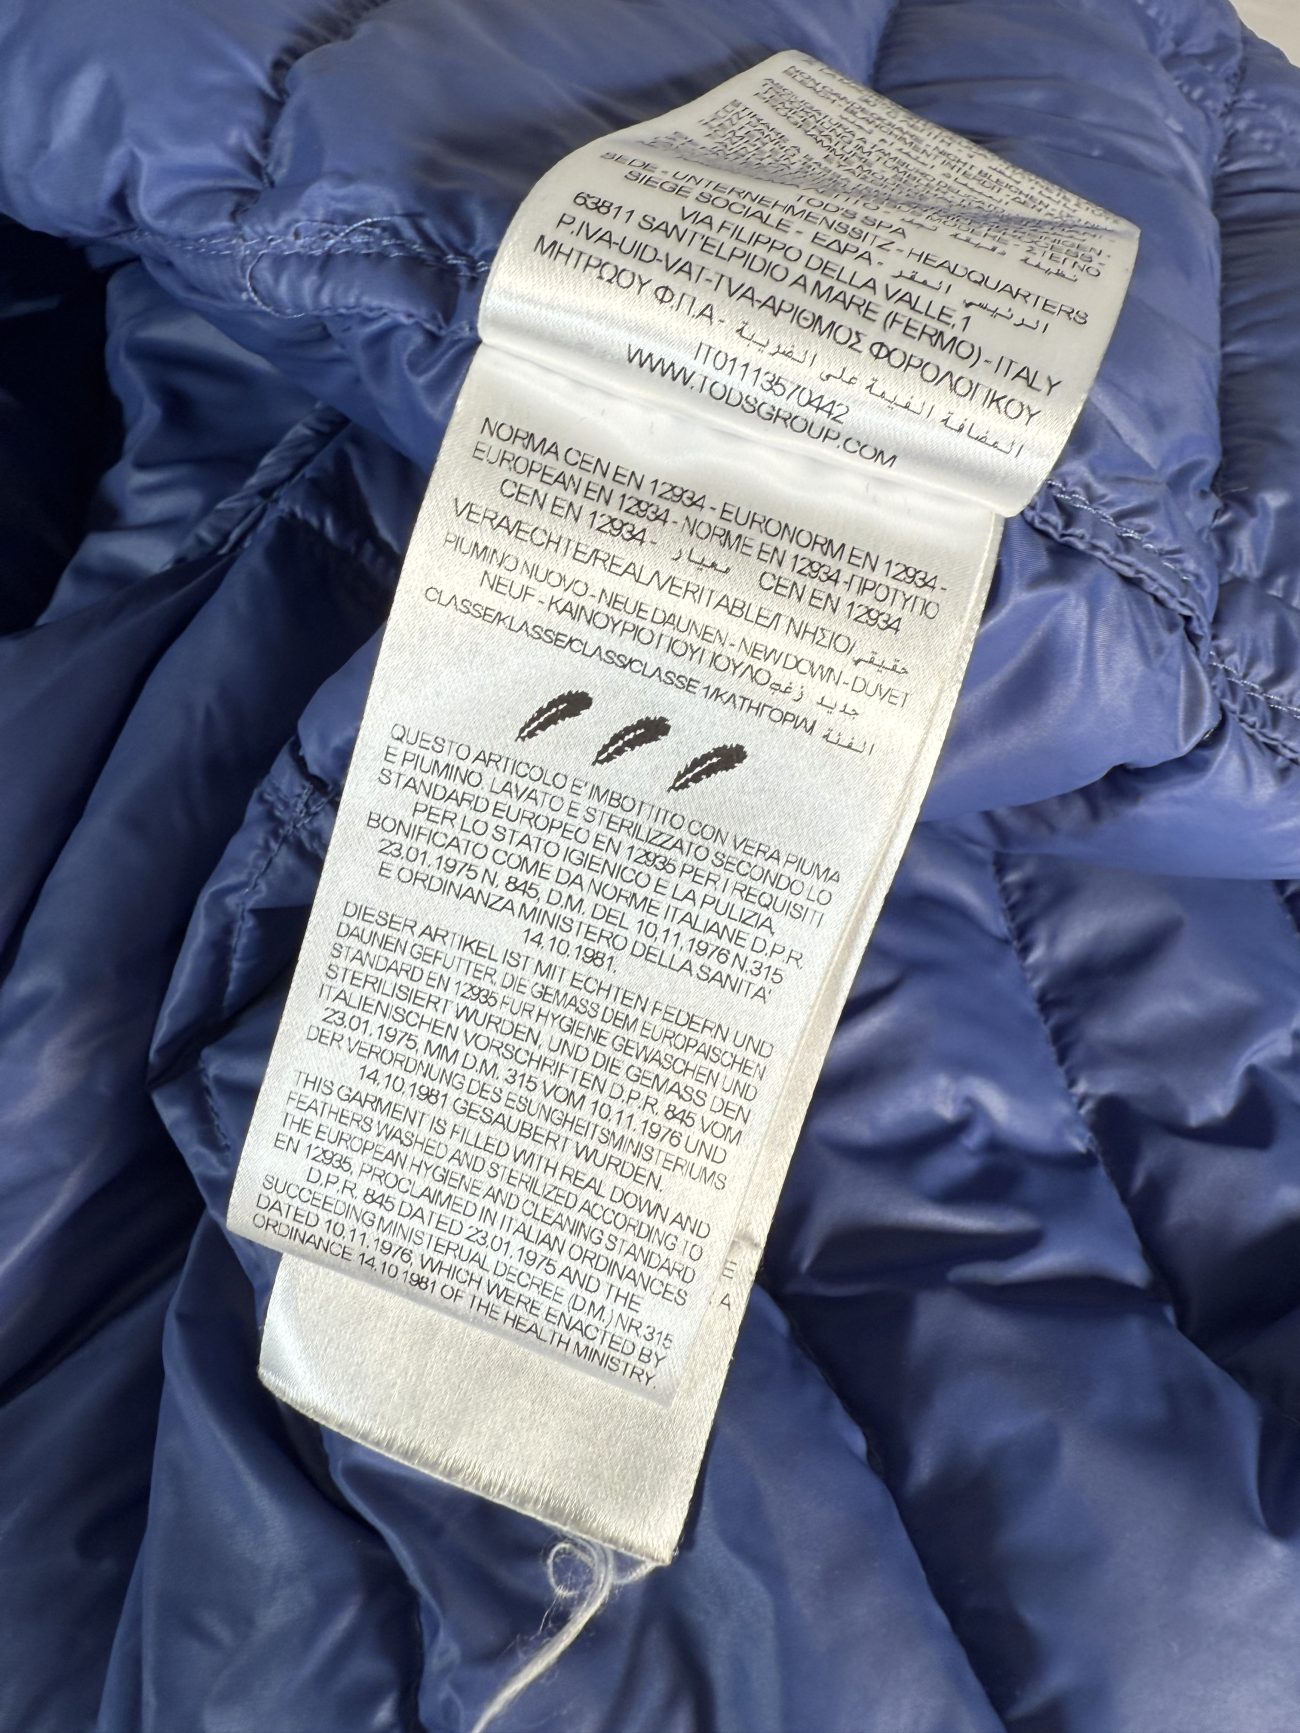 TOD'S SPA
SEDE - UNTERNEHMENSSITZ - HEADQUARTERS
SIEGE SOCIALE - ΕΔΡΑ - المقر الرئيسي
VIA FILIPPO DELLA VALLE,1
63811 SANT'ELPIDIO A MARE (FERMO) - ITALY
P.IVA-UID-VAT-TVA-ΑΡΙΘΜΟΣ ΦΟΡΟΛΟΓΙΚΟΥ
ΜΗΤΡΩΟΥ Φ.Π.Α - الضريبة على القيمة المضافة
IT01113570442
WWW.TODSGROUP.COM
NORMA CEN EN 12934 - EURONORM EN 12934 -
EUROPEAN EN 12934 - NORME EN 12934 -ΠΡΟΤΥΠΟ
CEN EN 12934 - معيار CEN EN 12934
VERA/ECHTE/REAL/VERITABLE/ΓΝΗΣΙΟ/ حقيقي
PIUMINO NUOVO - NEUE DAUNEN - NEW DOWN - DUVET
NEUF - ΚΑΙΝΟΥΡΙΟ ΠΟΥΠΟΥΛΟ جديد زغب
CLASSE/KLASSE/CLASS/CLASSE 1/ΚΑΤΗΓΟΡΙΑ/ الفئة
QUESTO ARTICOLO E' IMBOTTITO CON VERA PIUMA
E PIUMINO, LAVATO E STERILIZZATO SECONDO LO
STANDARD EUROPEO EN 12935 PER I REQUISITI
PER LO STATO IGIENICO E LA PULIZIA,
BONIFICATO COME DA NORME ITALIANE D.P.R.
23.01.1975 N. 845, D.M. DEL 10.11.1976 N.315
E ORDINANZA MINISTERO DELLA SANITA'
14.10.1981.
DIESER ARTIKEL IST MIT ECHTEN FEDERN UND
DAUNEN GEFUTTER, DIE GEMASS DEM EUROPAISCHEN
STANDARD EN 12935 FUR HYGIENE GEWASCHEN UND
STERILISIERT WURDEN, UND DIE GEMASS DEN
ITALIENISCHEN VORSCHRIFTEN D.P.R. 845 VOM
23.01.1975, MM D.M. 315 VOM 10.11.1976 UND
DER VERORDNUNG DES ESUNGHEITSMINISTERIUMS
14.10.1981 GESAUBERT WURDEN.
THIS GARMENT IS FILLED WITH REAL DOWN AND
FEATHERS WASHED AND STERILIZED ACCORDING TO
THE EUROPEAN HYGIENE AND CLEANING STANDARD
EN 12935, PROCLAIMED IN ITALIAN ORDINANCES
D.P.R. 845 DATED 23.01.1975 AND THE
SUCCEEDING MINISTERUAL DECREE (D.M.) NR.315
DATED 10.11.1976, WHICH WERE ENACTED BY
ORDINANCE 14.10.1981 OF THE HEALTH MINISTRY.